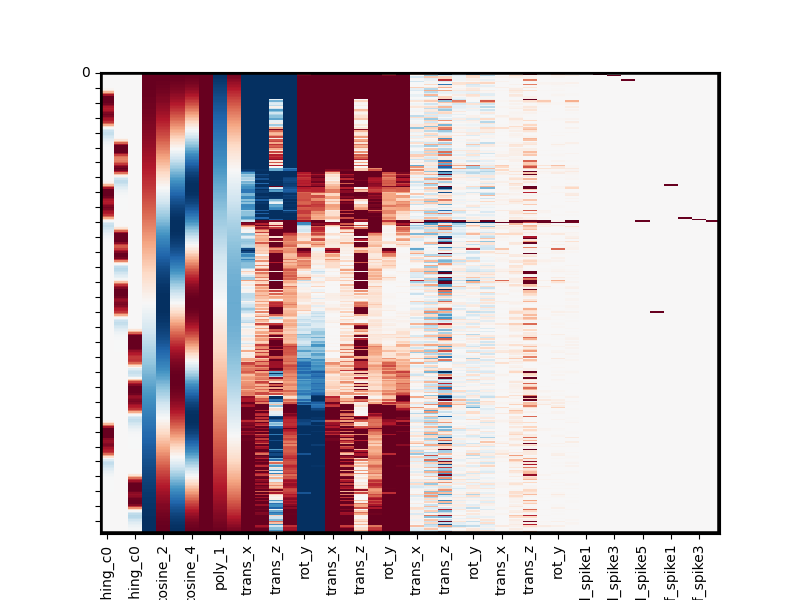 0
hing_c0
hing_c0
cosine_2
cosine_4
poly_1
trans_x
trans_z
rot_y
trans_x
trans_z
rot_y
trans_x
trans_z
rot_y
trans_x
trans_z
rot_y
l_spike1
l_spike3
l_spike5
f_spike1
f_spike3